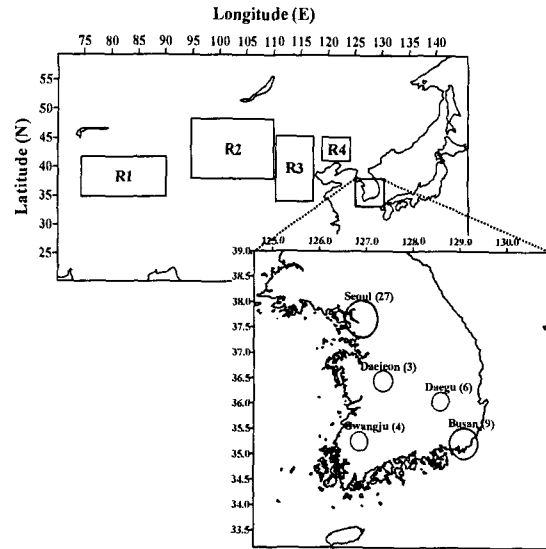 Longitude (E)
75 80 85 90 95 100 105 110 115 120 125 130 135 140
55
50
45
40
35
30
25
Latitude (N)
R1
R2
R3
R4
125.0 126.0 127.0 128.0 129.0 130.0
39.0
38.0
37.5
37.0
36.5
36.0
35.5
35.0
34.5
34.0
33.5
Seoul (27)
Daejeon (3)
Daegu (6)
Gwangju (4)
Busan (9)